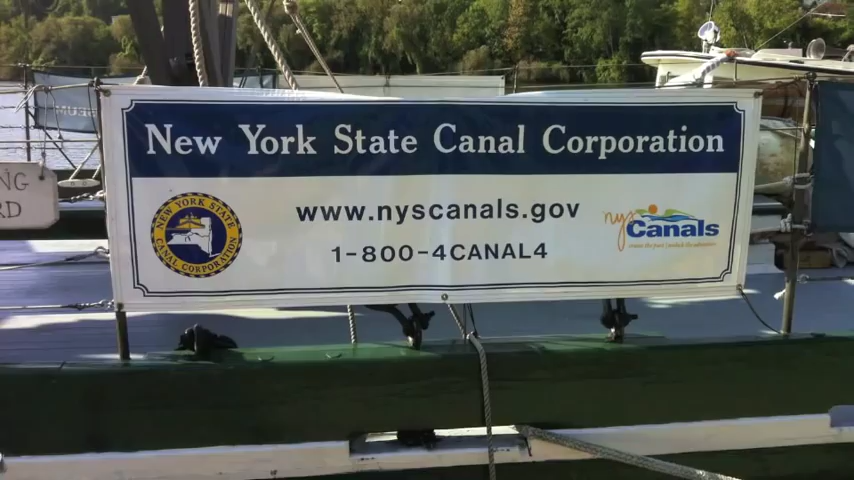 New York State Canal Corporation
www.nyscanals.gov
1-800-4CANAL4
NEW YORK STATE
CANAL CORPORATION
nys
Canals
NG
RD